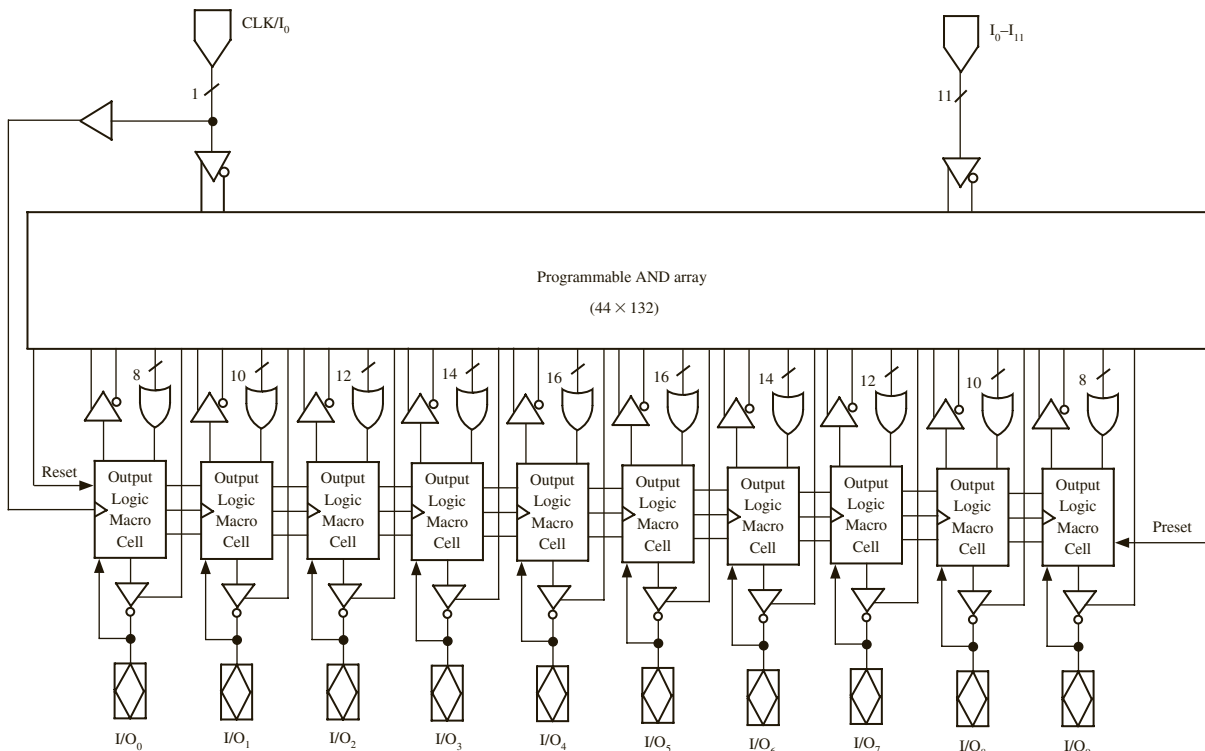 CLK/I₀
I₀–I₁₁
1
11
Programmable AND array
(44 × 132)
8
10
12
14
16
16
14
12
10
8
Reset
Output Logic Macro Cell
Output Logic Macro Cell
Output Logic Macro Cell
Output Logic Macro Cell
Output Logic Macro Cell
Output Logic Macro Cell
Output Logic Macro Cell
Output Logic Macro Cell
Output Logic Macro Cell
Output Logic Macro Cell
Preset
I/O₀
I/O₁
I/O₂
I/O₃
I/O₄
I/O₅
I/O₆
I/O₇